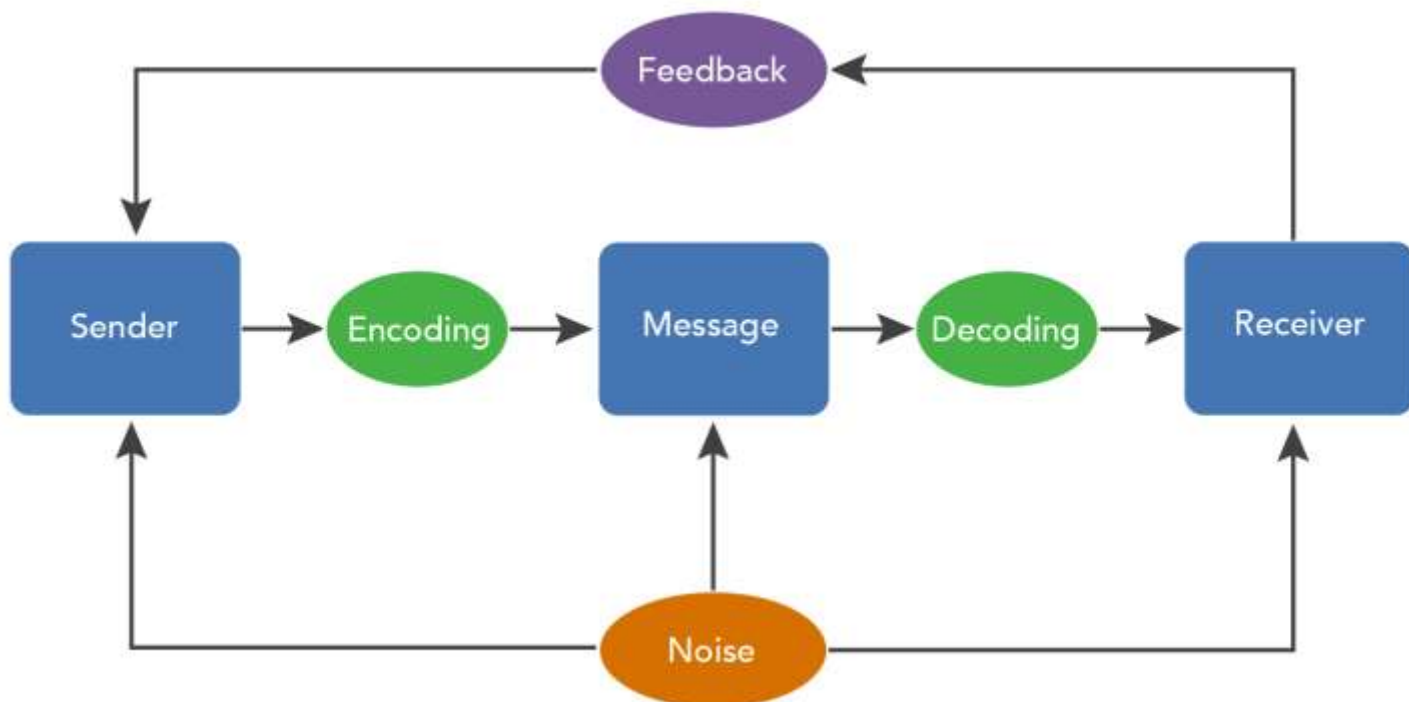 Feedback
Sender
Encoding
Message
Decoding
Receiver
Noise